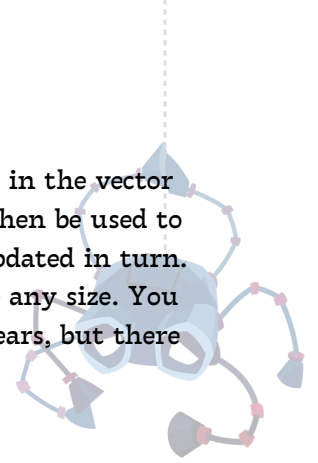 in the vector
hen be used to
pdated in turn.
any size. You
ears, but there